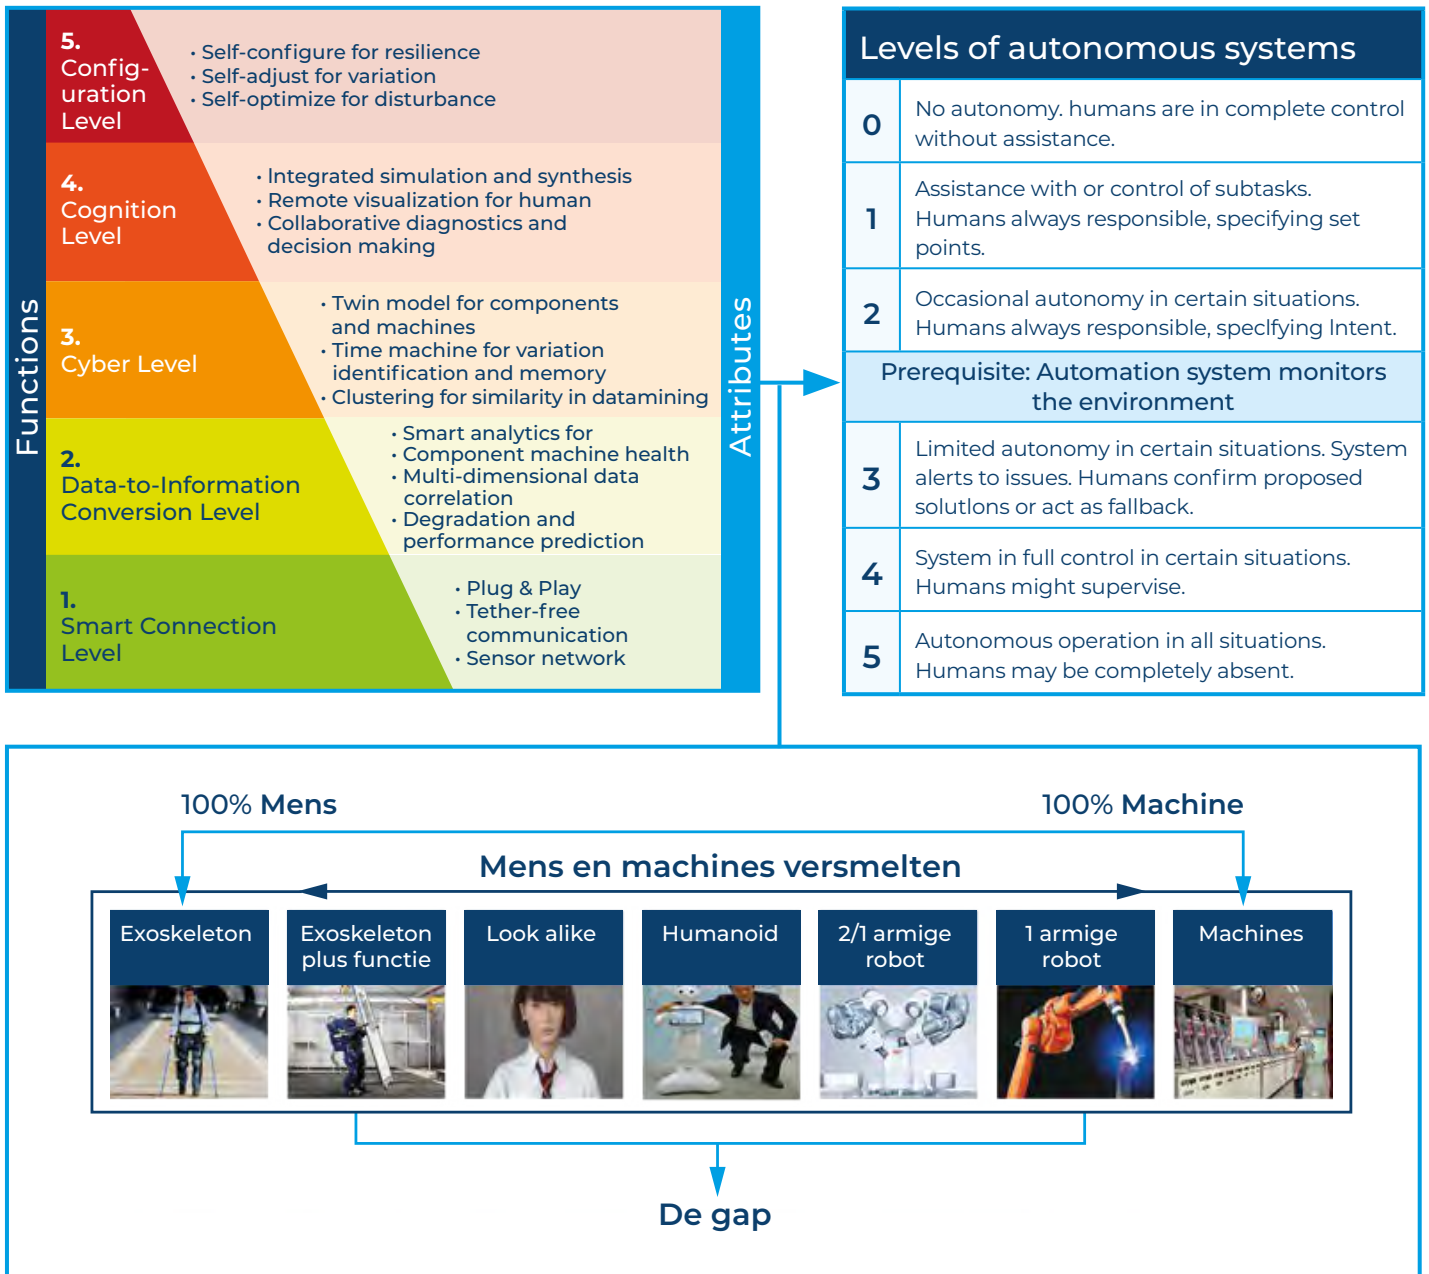 Functions
5.
Config-
uration
Level
• Self-configure for resilience
• Self-adjust for variation
• Self-optimize for disturbance
4.
Cognition
Level
• Integrated simulation and synthesis
• Remote visualization for human
• Collaborative diagnostics and
decision making
3.
Cyber Level
• Twin model for components
and machines
• Time machine for variation
identification and memory
• Clustering for similarity in datamining
2.
Data-to-Information
Conversion Level
• Smart analytics for
• Component machine health
• Multi-dimensional data
correlation
• Degradation and
performance prediction
1.
Smart Connection
Level
• Plug & Play
• Tether-free
communication
• Sensor network
Attributes
Levels of autonomous systems
0
No autonomy. humans are in complete control
without assistance.
1
Assistance with or control of subtasks.
Humans always responsible, specifying set
points.
2
Occasional autonomy in certain situations.
Humans always responsible, speclfying lntent.
Prerequisite: Automation system monitors
the environment
3
Limited autonomy in certain situations. System
alerts to issues. Humans confirm proposed
solutlons or act as fallback.
4
System in full control in certain situations.
Humans might supervise.
5
Autonomous operation in all situations.
Humans may be completely absent.
100% Mens
100% Machine
Mens en machines versmelten
Exoskeleton
Exoskeleton
plus functie
Look alike
Humanoid
2/1 armige
robot
1 armige
robot
Machines
De gap